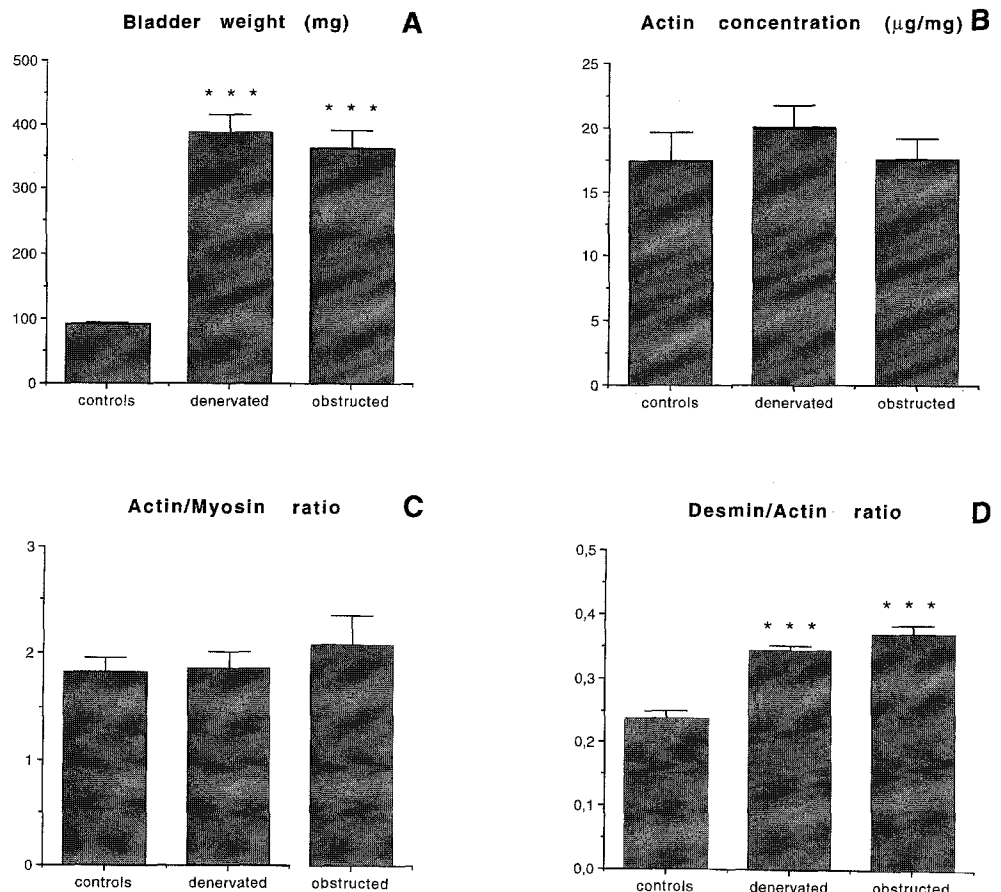 Bladder weight (mg) A
500
400
300
200
100
0
* * *
* * *
controls denervated obstructed
Actin concentration (µg/mg) B
25
20
15
10
5
0
controls denervated obstructed
Actin/Myosin ratio C
3
2
1
0
controls denervated obstructed
Desmin/Actin ratio D
0,5
0,4
0,3
0,2
0,1
0,0
* * *
* * *
controls denervated obstructed